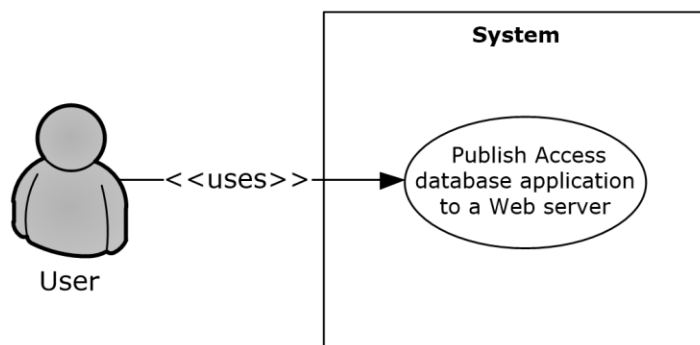 System
Publish Access
database application
to a Web server
<<uses>>
User